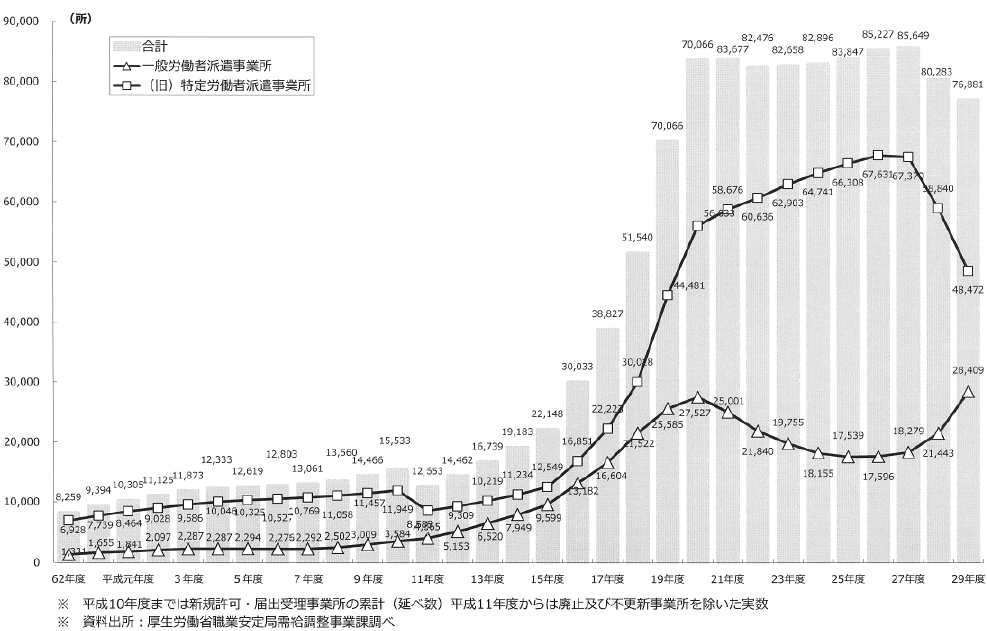 (所)
90,000
80,000
70,000
60,000
50,000
40,000
30,000
20,000
10,000
0
合計
一般労働者派遣事業所
(旧)特定労働者派遣事業所
8,259 9,394 10,305 11,125 11,873 12,333 12,619 12,803 13,061 13,560 14,466 15,533 12,553 14,462 16,739 19,183 22,148 30,033 38,827 51,540 70,066 70,066 83,677 82,476 82,658 82,896 83,847 85,227 85,649 80,283 76,881
6,928 7,739 8,464 9,028 9,586 10,046 10,325 10,527 10,769 11,058 11,457 11,949 9,309 10,219 11,234 12,549 16,851 22,223 30,018 44,481 58,676 60,636 62,903 64,741 66,308 67,631 67,370 58,840 48,472
1,655 1,841 2,097 2,287 2,287 2,294 2,276 2,292 2,502 3,009 3,584 5,153 6,520 7,949 9,599 13,182 16,604 21,522 25,585 27,527 25,001 21,840 19,755 18,155 17,539 17,596 18,279 21,443 28,409
62年度 平成元年度 3年度 5年度 7年度 9年度 11年度 13年度 15年度 17年度 19年度 21年度 23年度 25年度 27年度 29年度
※ 平成10年度までは新規許可・届出受理事業所の累計(延べ数)平成11年度からは廃止及び不更新事業所を除いた実数
※ 資料出所:厚生労働省職業安定局需給調整事業課調べ